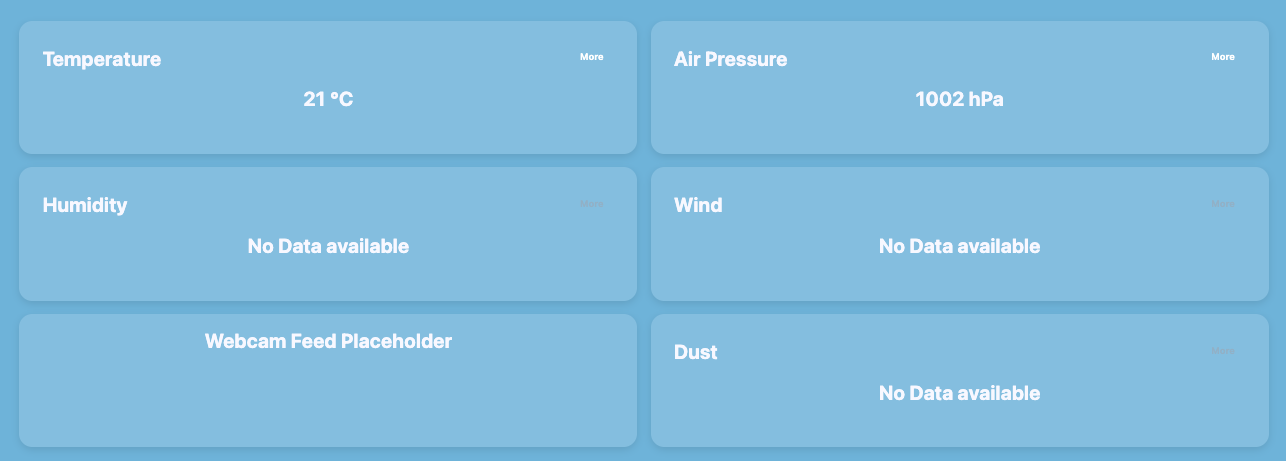 Temperature
More
21 °C
Air Pressure
More
1002 hPa
Humidity
More
No Data available
Wind
More
No Data available
Webcam Feed Placeholder
Dust
More
No Data available